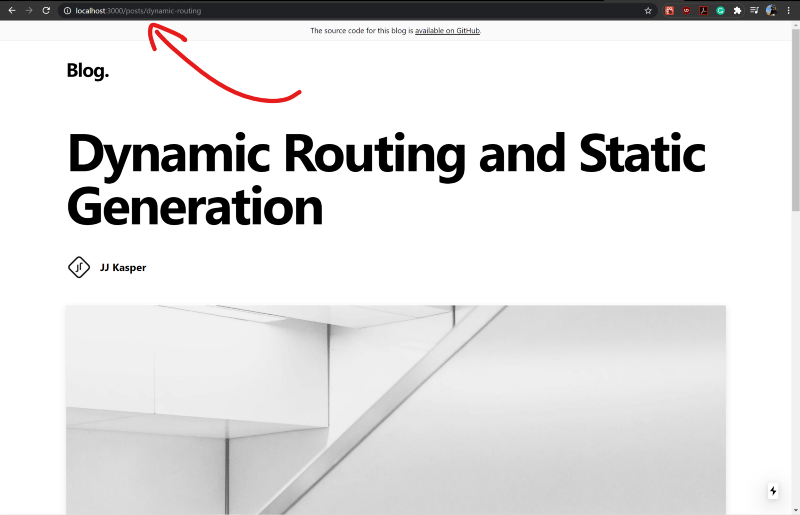 localhost:3000/posts/dynamic-routing
The source code for this blog is available on GitHub.
Blog.
Dynamic Routing and Static
Generation
JJ Kasper